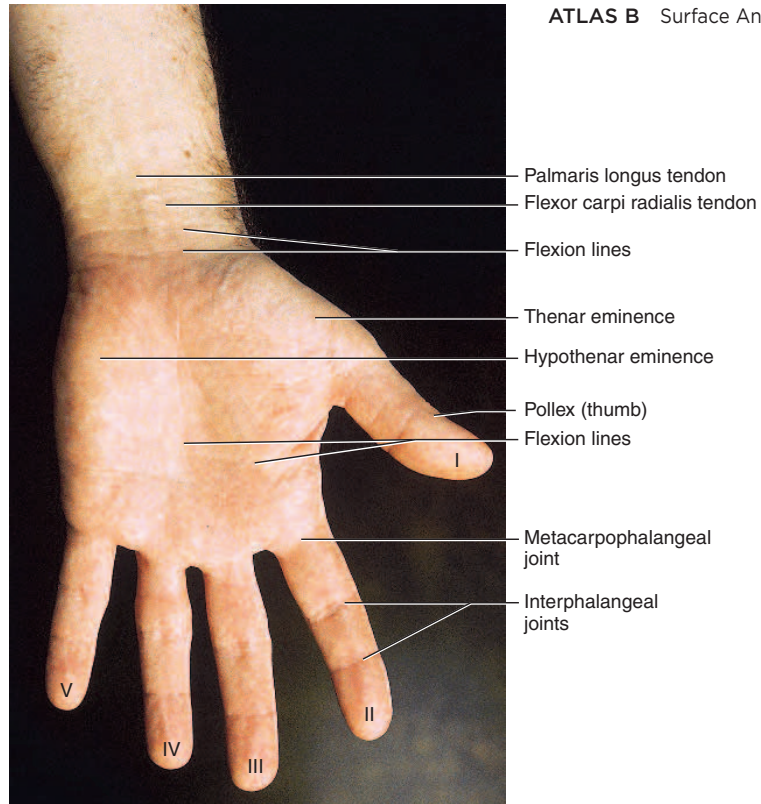 ATLAS B Surface An
Palmaris longus tendon
Flexor carpi radialis tendon
Flexion lines
Thenar eminence
Hypothenar eminence
Pollex (thumb)
Flexion lines
I
Metacarpophalangeal
joint
Interphalangeal
joints
V
II
IV
III